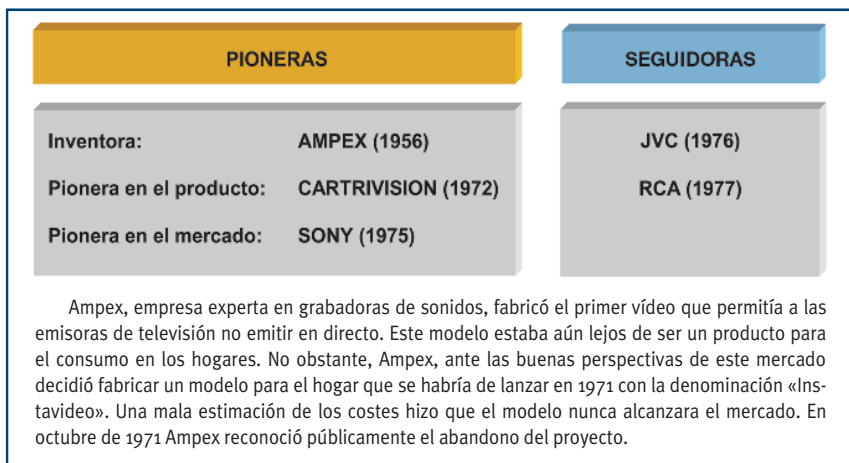 PIONERAS SEGUIDORAS
Inventora: AMPEX (1956) JVC (1976)
Pionera en el producto: CARTRIVISION (1972) RCA (1977)
Pionera en el mercado: SONY (1975)
Ampex, empresa experta en grabadoras de sonidos, fabricó el primer vídeo que permitía a las
emisoras de televisión no emitir en directo. Este modelo estaba aún lejos de ser un producto para
el consumo en los hogares. No obstante, Ampex, ante las buenas perspectivas de este mercado
decidió fabricar un modelo para el hogar que se habría de lanzar en 1971 con la denominación «Ins-
tavideo». Una mala estimación de los costes hizo que el modelo nunca alcanzara el mercado. En
octubre de 1971 Ampex reconoció públicamente el abandono del proyecto.